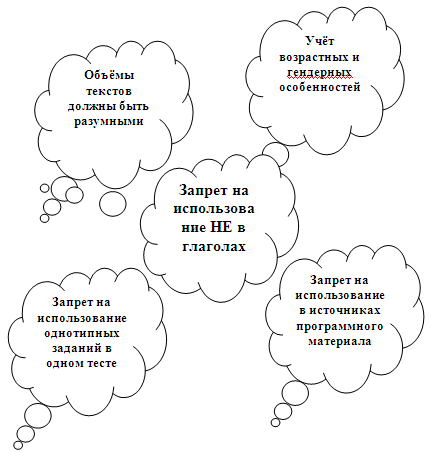 Объёмы
текстов
должны быть
разумными
Учёт
возрастных и
гендерных
особенностей
Запрет на
использова
ние НЕ в
глаголах
Запрет на
использование
однотипных
заданий в
одном тесте
Запрет на
использование
в источниках
программного
материала